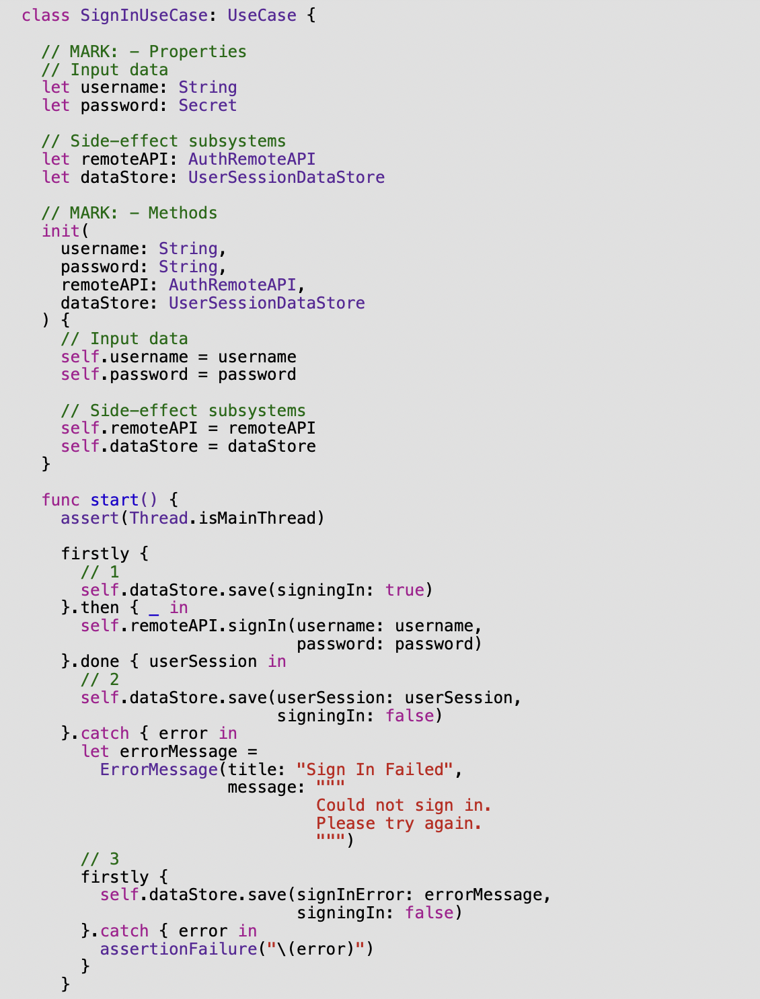 class SignInUseCase: UseCase {

  // MARK: - Properties
  // Input data
  let username: String
  let password: Secret

  // Side-effect subsystems
  let remoteAPI: AuthRemoteAPI
  let dataStore: UserSessionDataStore

  // MARK: - Methods
  init(
    username: String,
    password: String,
    remoteAPI: AuthRemoteAPI,
    dataStore: UserSessionDataStore
  ) {
    // Input data
    self.username = username
    self.password = password

    // Side-effect subsystems
    self.remoteAPI = remoteAPI
    self.dataStore = dataStore
  }

  func start() {
    assert(Thread.isMainThread)

    firstly {
      // 1
      self.dataStore.save(signingIn: true)
    }.then { _ in
      self.remoteAPI.signIn(username: username,
                            password: password)
    }.done { userSession in
      // 2
      self.dataStore.save(userSession: userSession,
                          signingIn: false)
    }.catch { error in
      let errorMessage =
        ErrorMessage(title: "Sign In Failed",
                     message: """
                              Could not sign in.
                              Please try again.
                              """)
      // 3
      firstly {
        self.dataStore.save(signInError: errorMessage,
                            signingIn: false)
      }.catch { error in
        assertionFailure("\(error)")
      }
    }